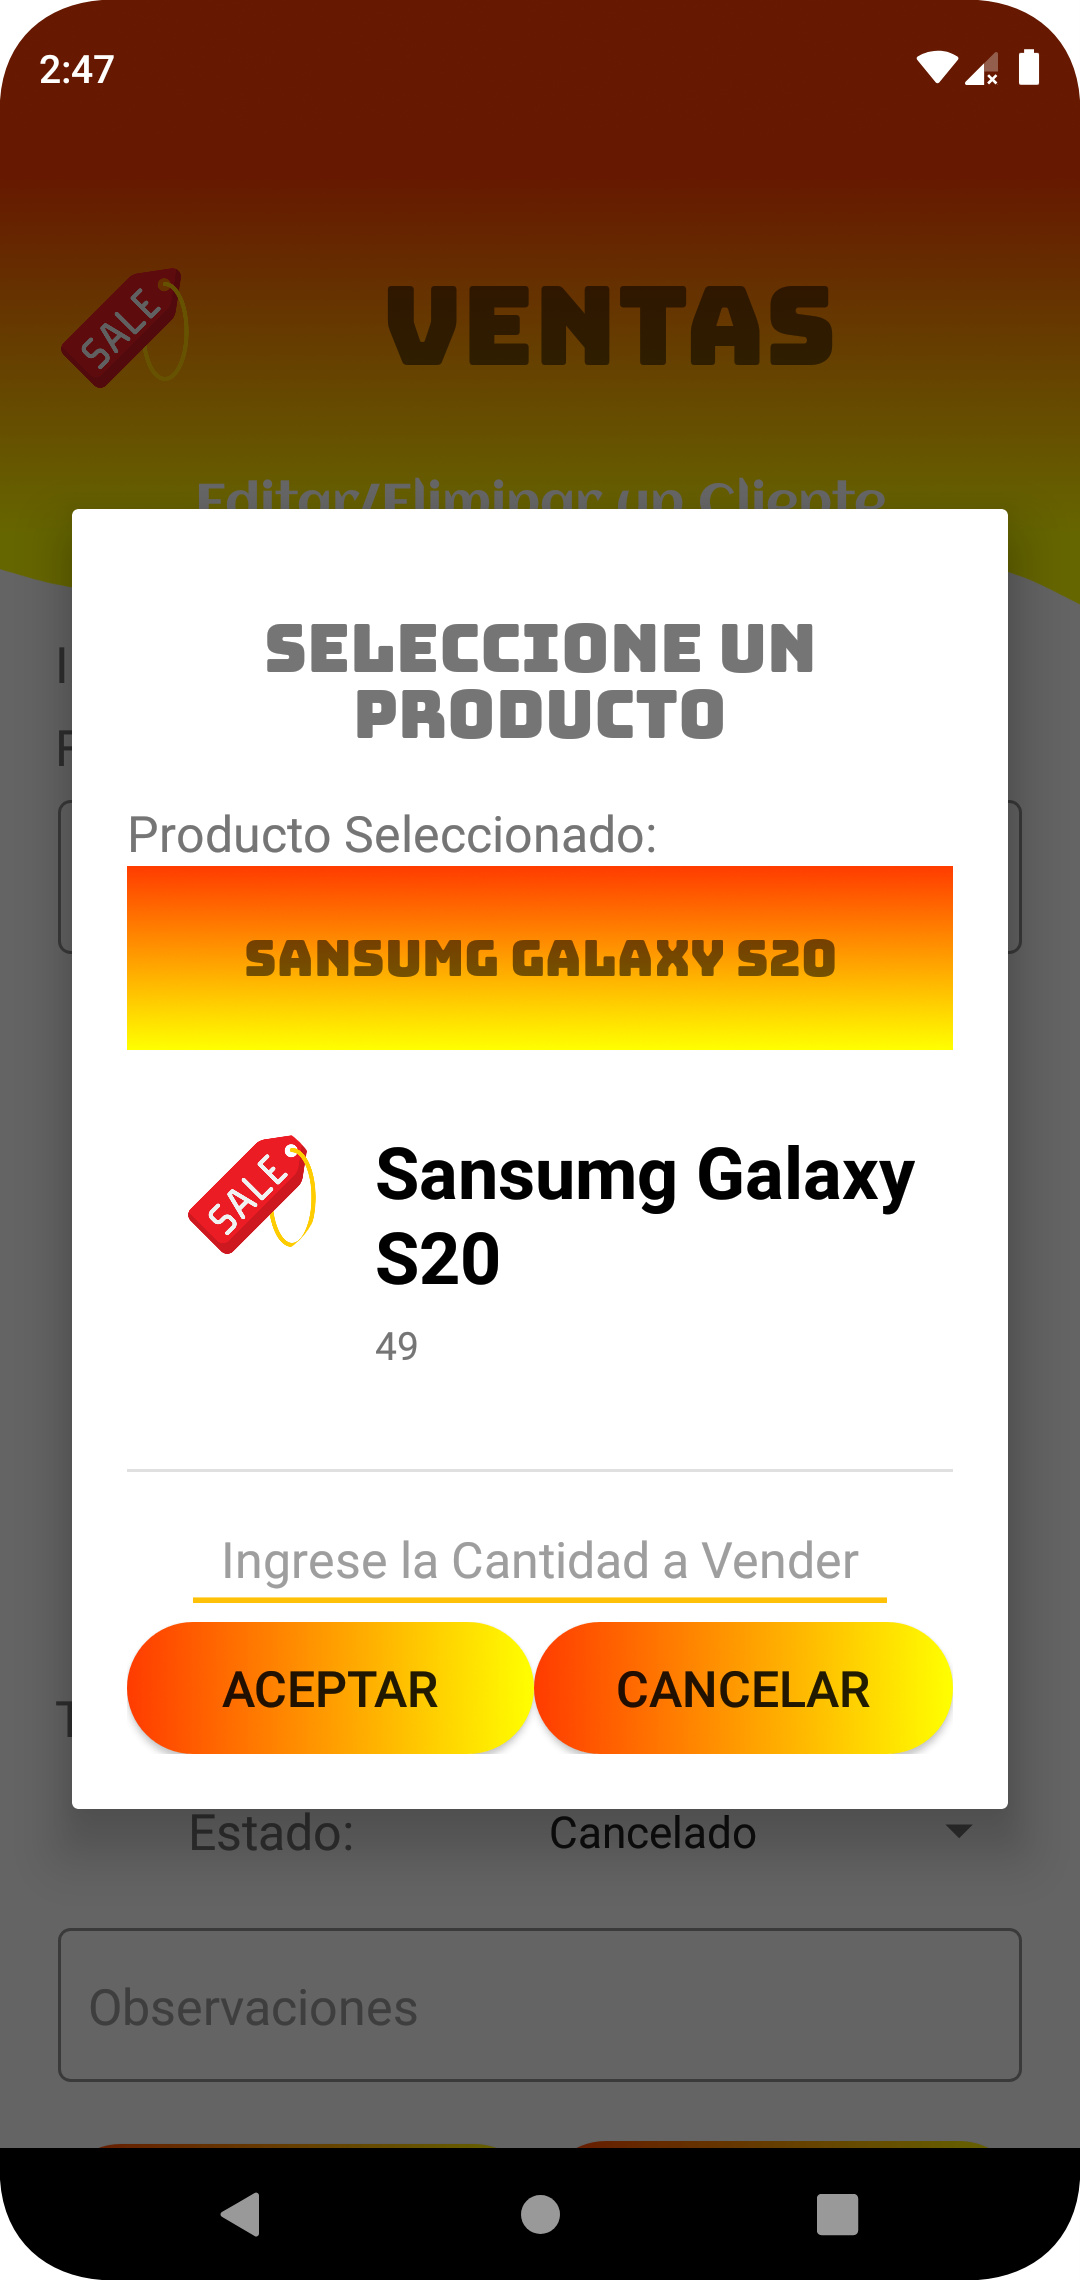 2:47
SALE
VENTAS
Editar/Eliminar un Cliente
SELECCIONE UN
PRODUCTO
Producto Seleccionado:
SANSUMG GALAXY S20
SALE
Sansumg Galaxy
S20
49
Ingrese la Cantidad a Vender
ACEPTAR
CANCELAR
Estado:
Cancelado
Observaciones